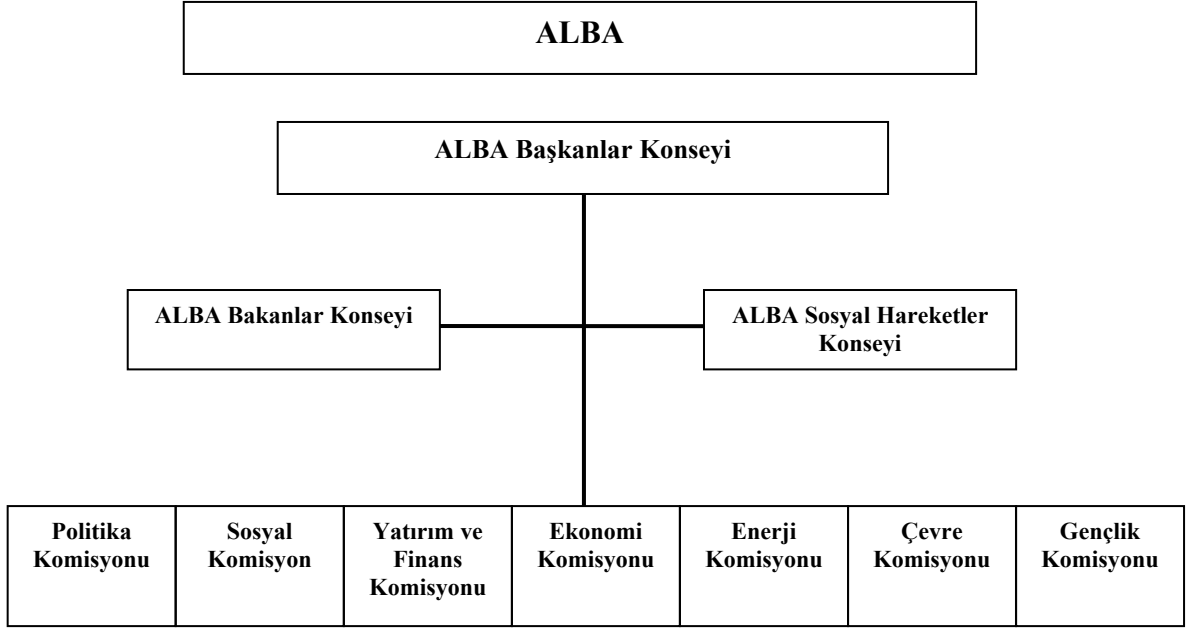 ALBA
ALBA Başkanlar Konseyi
ALBA Bakanlar Konseyi
ALBA Sosyal Hareketler
Konseyi
Politika
Komisyonu
Sosyal
Komisyon
Yatırım ve
Finans
Komisyonu
Ekonomi
Komisyonu
Enerji
Komisyonu
Çevre
Komisyonu
Gençlik
Komisyonu